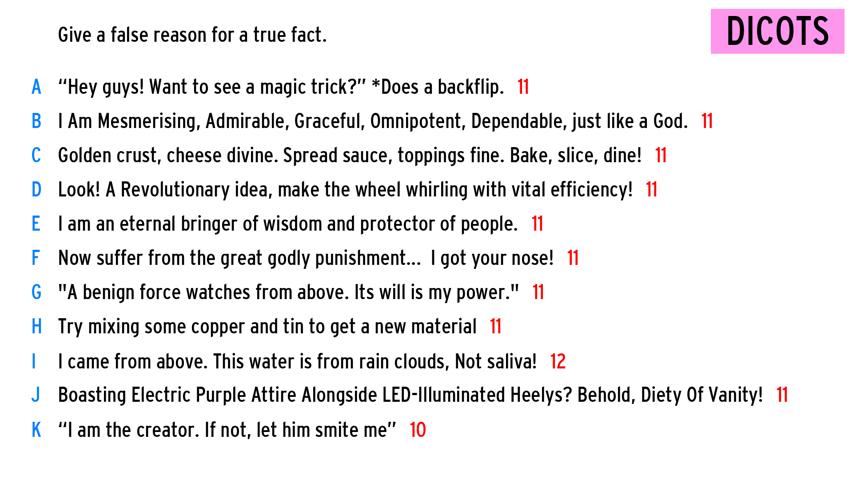 Give a false reason for a true fact.
DICOTS
A "Hey guys! Want to see a magic trick?" *Does a backflip. 11
B I Am Mesmerising, Admirable, Graceful, Omnipotent, Dependable, just like a God. 11
C Golden crust, cheese divine. Spread sauce, toppings fine. Bake, slice, dine! 11
D Look! A Revolutionary idea, make the wheel whirling with vital efficiency! 11
E I am an eternal bringer of wisdom and protector of people. 11
F Now suffer from the great godly punishment... I got your nose! 11
G "A benign force watches from above. Its will is my power." 11
H Try mixing some copper and tin to get a new material 11
I I came from above. This water is from rain clouds, Not saliva! 12
J Boasting Electric Purple Attire Alongside LED-Illuminated Heelys? Behold, Diety Of Vanity! 11
K "I am the creator. If not, let him smite me" 10